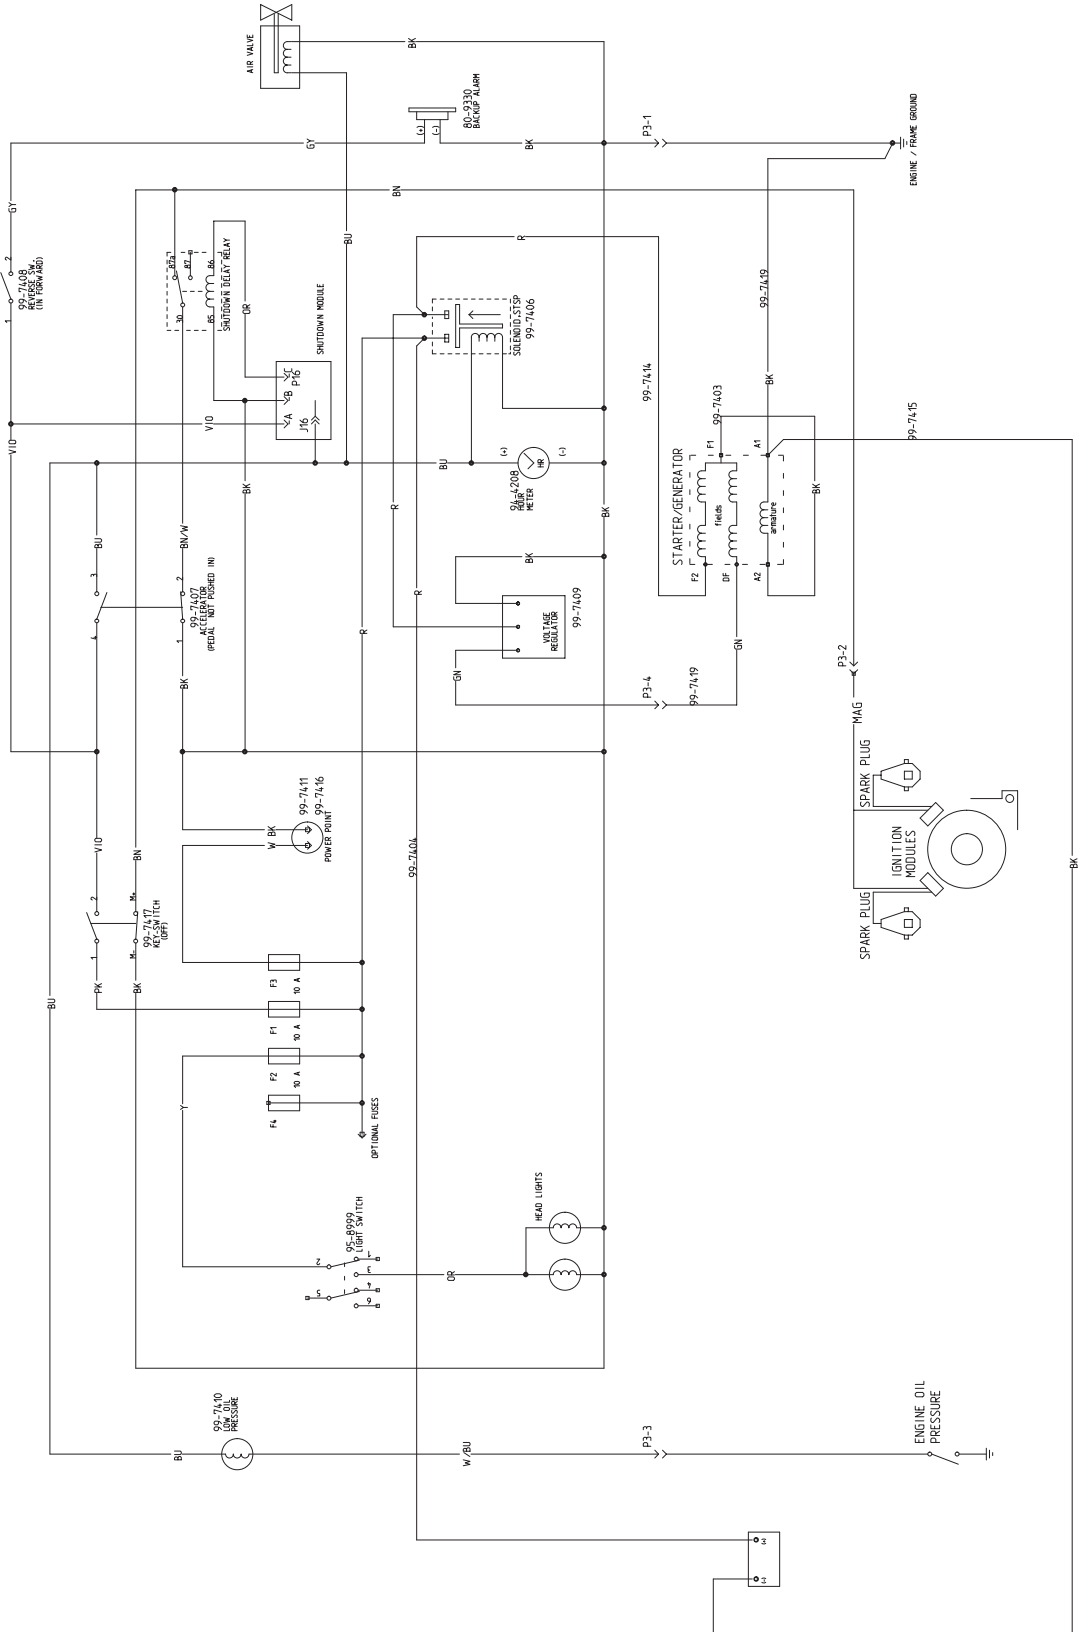 AIR VALVE
BK
80-9330
BACKUP ALARM
(+)
(-)
GY
BK
P3-1
ENGINE / FRAME GROUND
GY
BN
2
99-7408
REVERSE SW.
(IN FORWARD)
1
87a
87
86
30
85
SHUTDOWN DELAY RELAY
OR
BU
R
SOLENOID,STSP
99-7406
99-7419
SHUTDOWN MODULE
C
P16
B
A
J16
VIO
VIO
99-7414
BK
99-7403
99-7415
BU
(+)
HR
(-)
94-4208
HOUR
METER
BK
R
BK
STARTER/GENERATOR
F1
A1
fields
armature
F2
DF
A2
BK
BU
BN/W
3
4
2
1
99-7407
ACCELERATOR
(PEDAL NOT PUSHED IN)
BK
R
R
BK
VOLTAGE
REGULATOR
99-7409
GN
GN
P3-4
99-7419
P3-2
MAG
99-7411
99-7416
POWER POINT
W
BK
99-7404
SPARK PLUG
IGNITION
MODULES
SPARK PLUG
BK
VIO
BN
2
M+
1
M-
99-7417
KEY-SWITCH
(OFF)
PK
BK
BU
F3
10 A
F1
10 A
F2
10 A
F4
OPTIONAL FUSES
Y
95-8999
LIGHT SWITCH
2
1
3
5
4
6
OR
HEAD LIGHTS
99-7410
LOW OIL
PRESSURE
BU
W/BU
P3-3
ENGINE OIL
PRESSURE
(+)
(-)